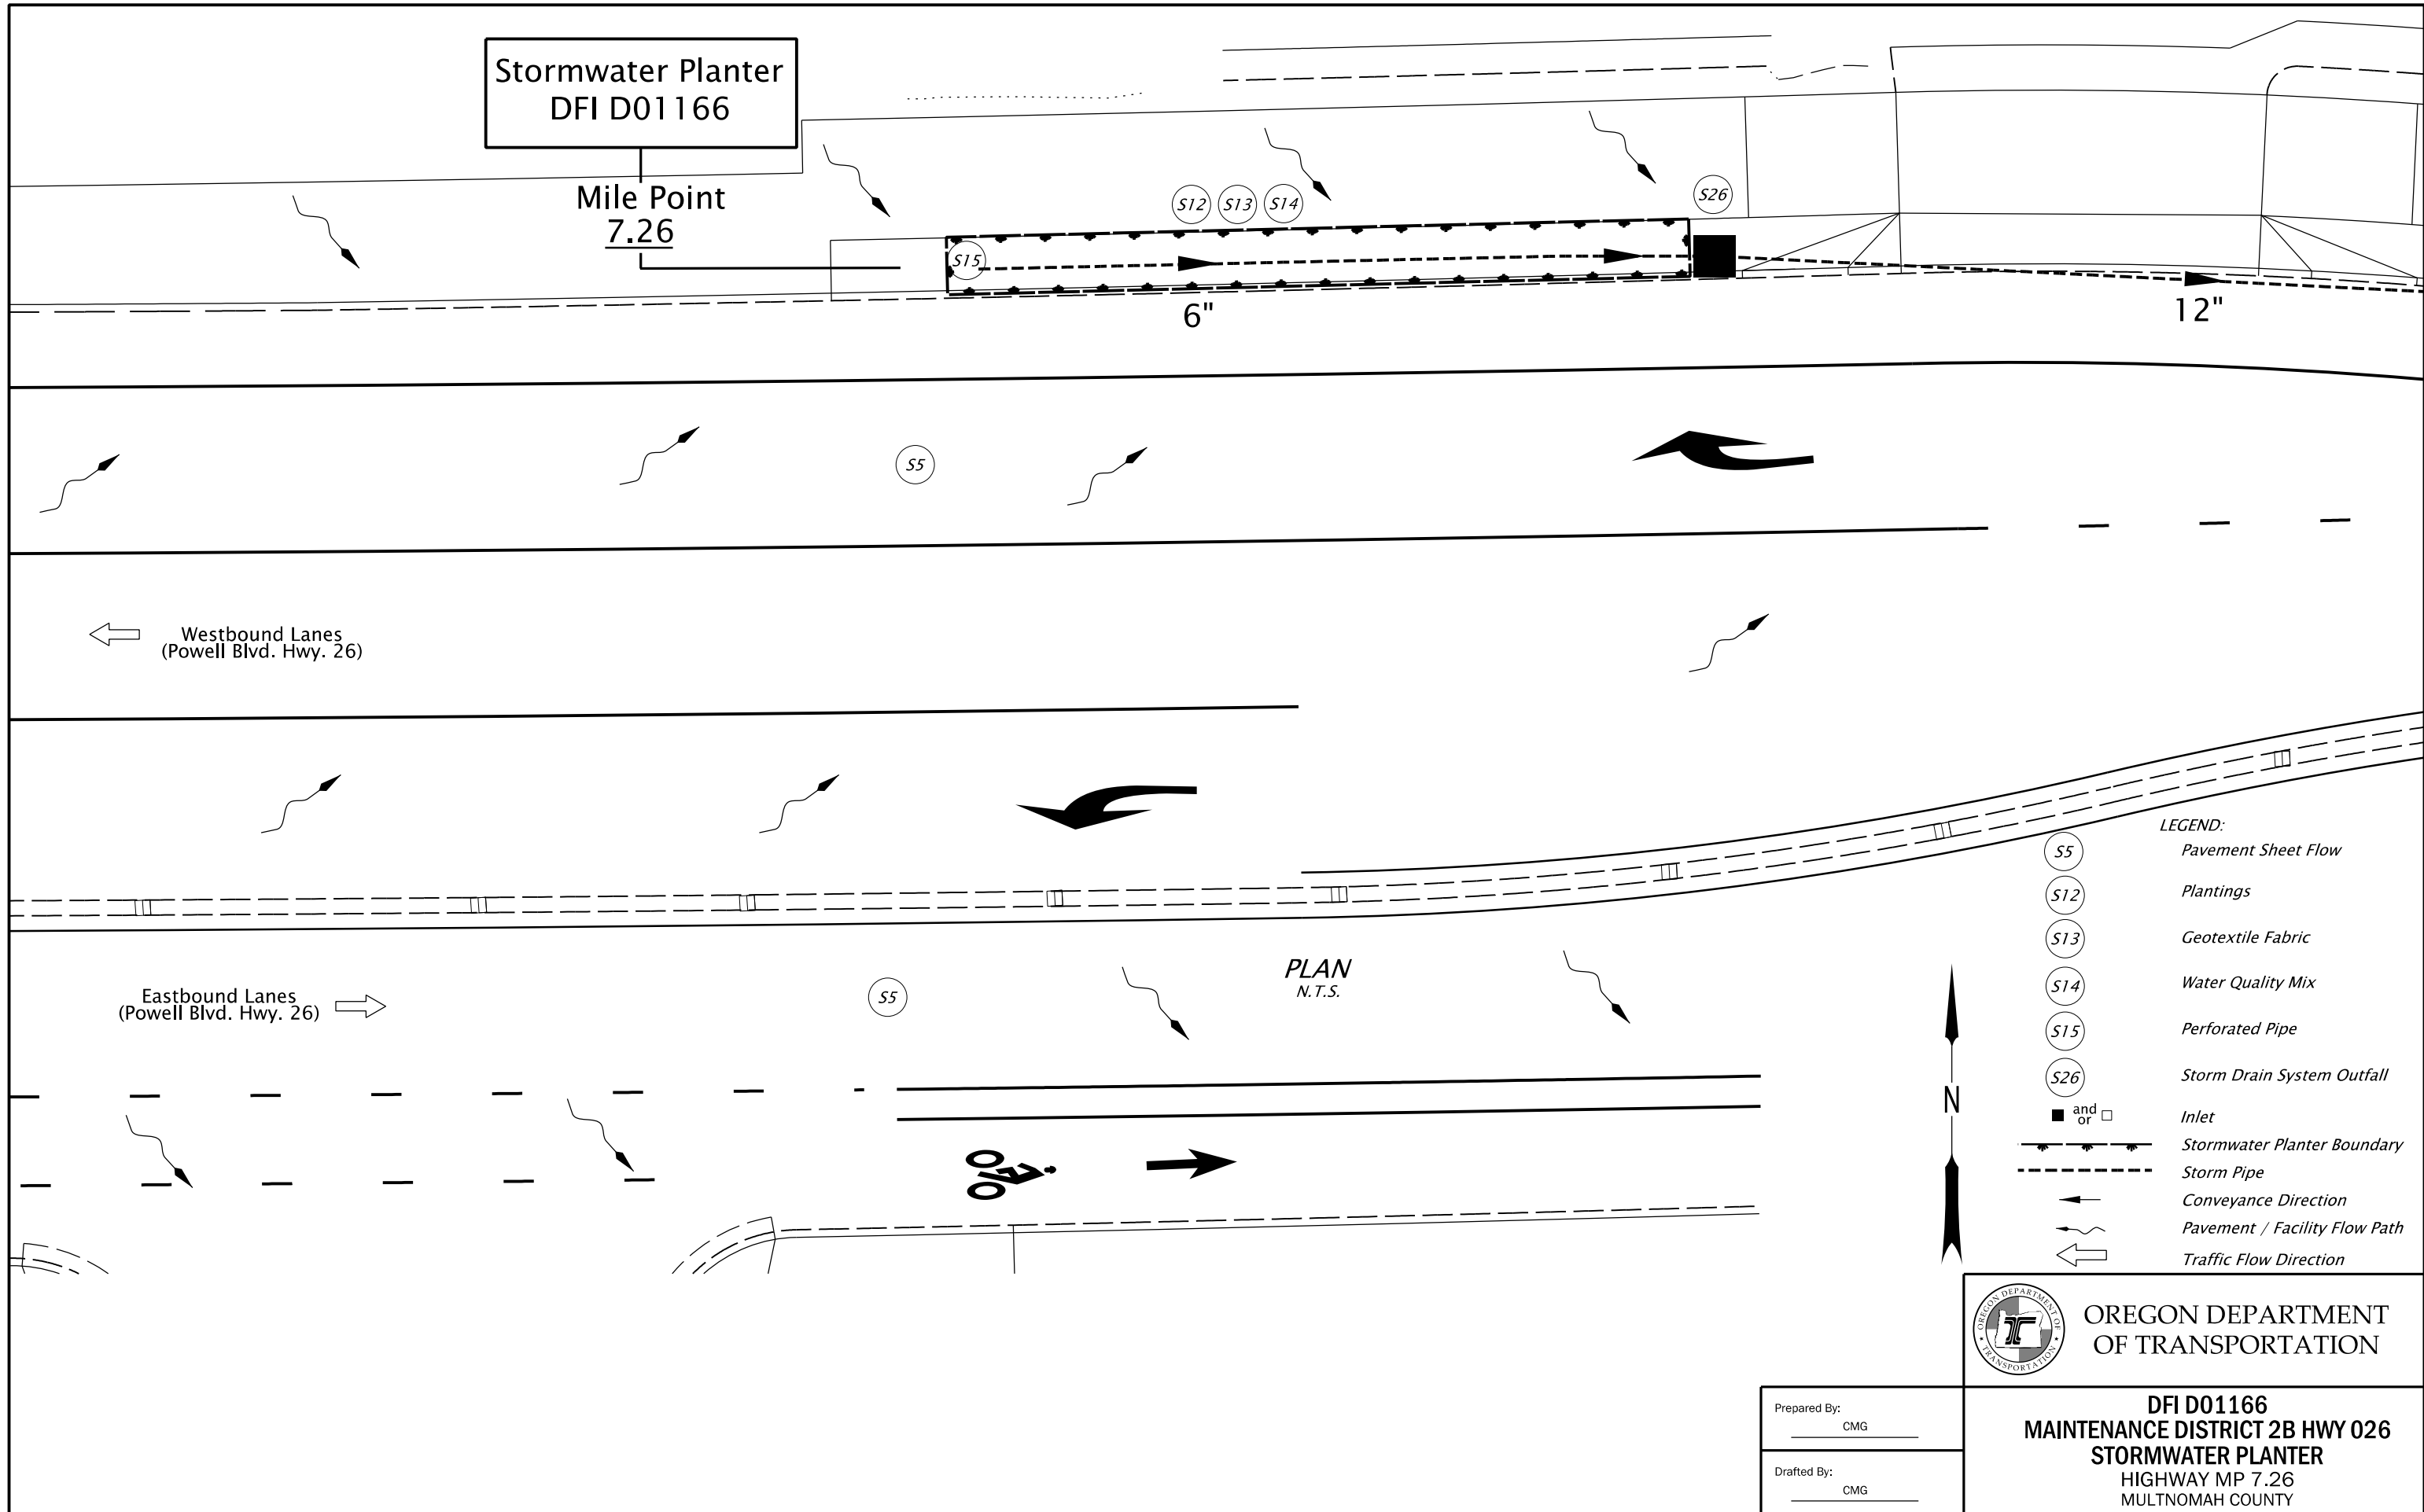 Stormwater Planter
DFI D01166
Mile Point
7.26
S12 S13 S14
S26
S15
6"
12"
S5
Westbound Lanes
(Powell Blvd. Hwy. 26)
Eastbound Lanes
(Powell Blvd. Hwy. 26)
S5
PLAN
N.T.S.
N
LEGEND:
S5 Pavement Sheet Flow
S12 Plantings
S13 Geotextile Fabric
S14 Water Quality Mix
S15 Perforated Pipe
S26 Storm Drain System Outfall
and
or
Inlet
Stormwater Planter Boundary
Storm Pipe
Conveyance Direction
Pavement / Facility Flow Path
Traffic Flow Direction
OREGON DEPARTMENT OF
TRANSPORTATION
OREGON DEPARTMENT
OF TRANSPORTATION
Prepared By:
CMG
Drafted By:
CMG
DFI D01166
MAINTENANCE DISTRICT 2B HWY 026
STORMWATER PLANTER
HIGHWAY MP 7.26
MULTNOMAH COUNTY